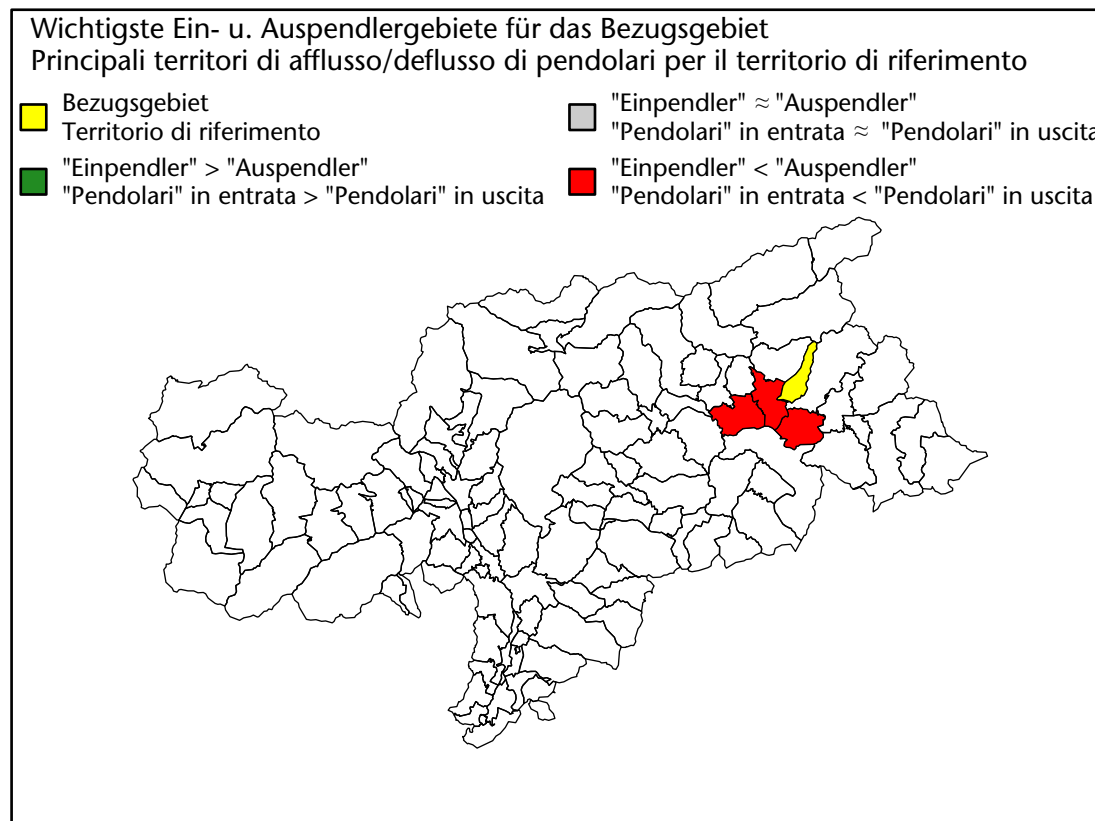 Wichtigste Ein- u. Auspendlergebiete für das Bezugsgebiet
Principali territori di afflusso/deflusso di pendolari per il territorio di riferimento
Bezugsgebiet
Territorio di riferimento
"Einpendler" > "Auspendler"
"Pendolari" in entrata > "Pendolari" in uscita
"Einpendler" ≈ "Auspendler"
"Pendolari" in entrata ≈ "Pendolari" in uscita
"Einpendler" < "Auspendler"
"Pendolari" in entrata < "Pendolari" in uscita